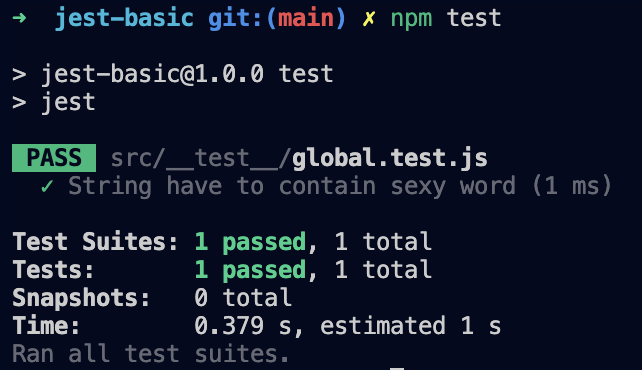 ➜ jest-basic git:(main) ✗ npm test
> jest-basic@1.0.0 test
> jest
PASS src/__test__/global.test.js
✓ String have to contain sexy word (1 ms)
Test Suites: 1 passed, 1 total
Tests: 1 passed, 1 total
Snapshots: 0 total
Time: 0.379 s, estimated 1 s
Ran all test suites.